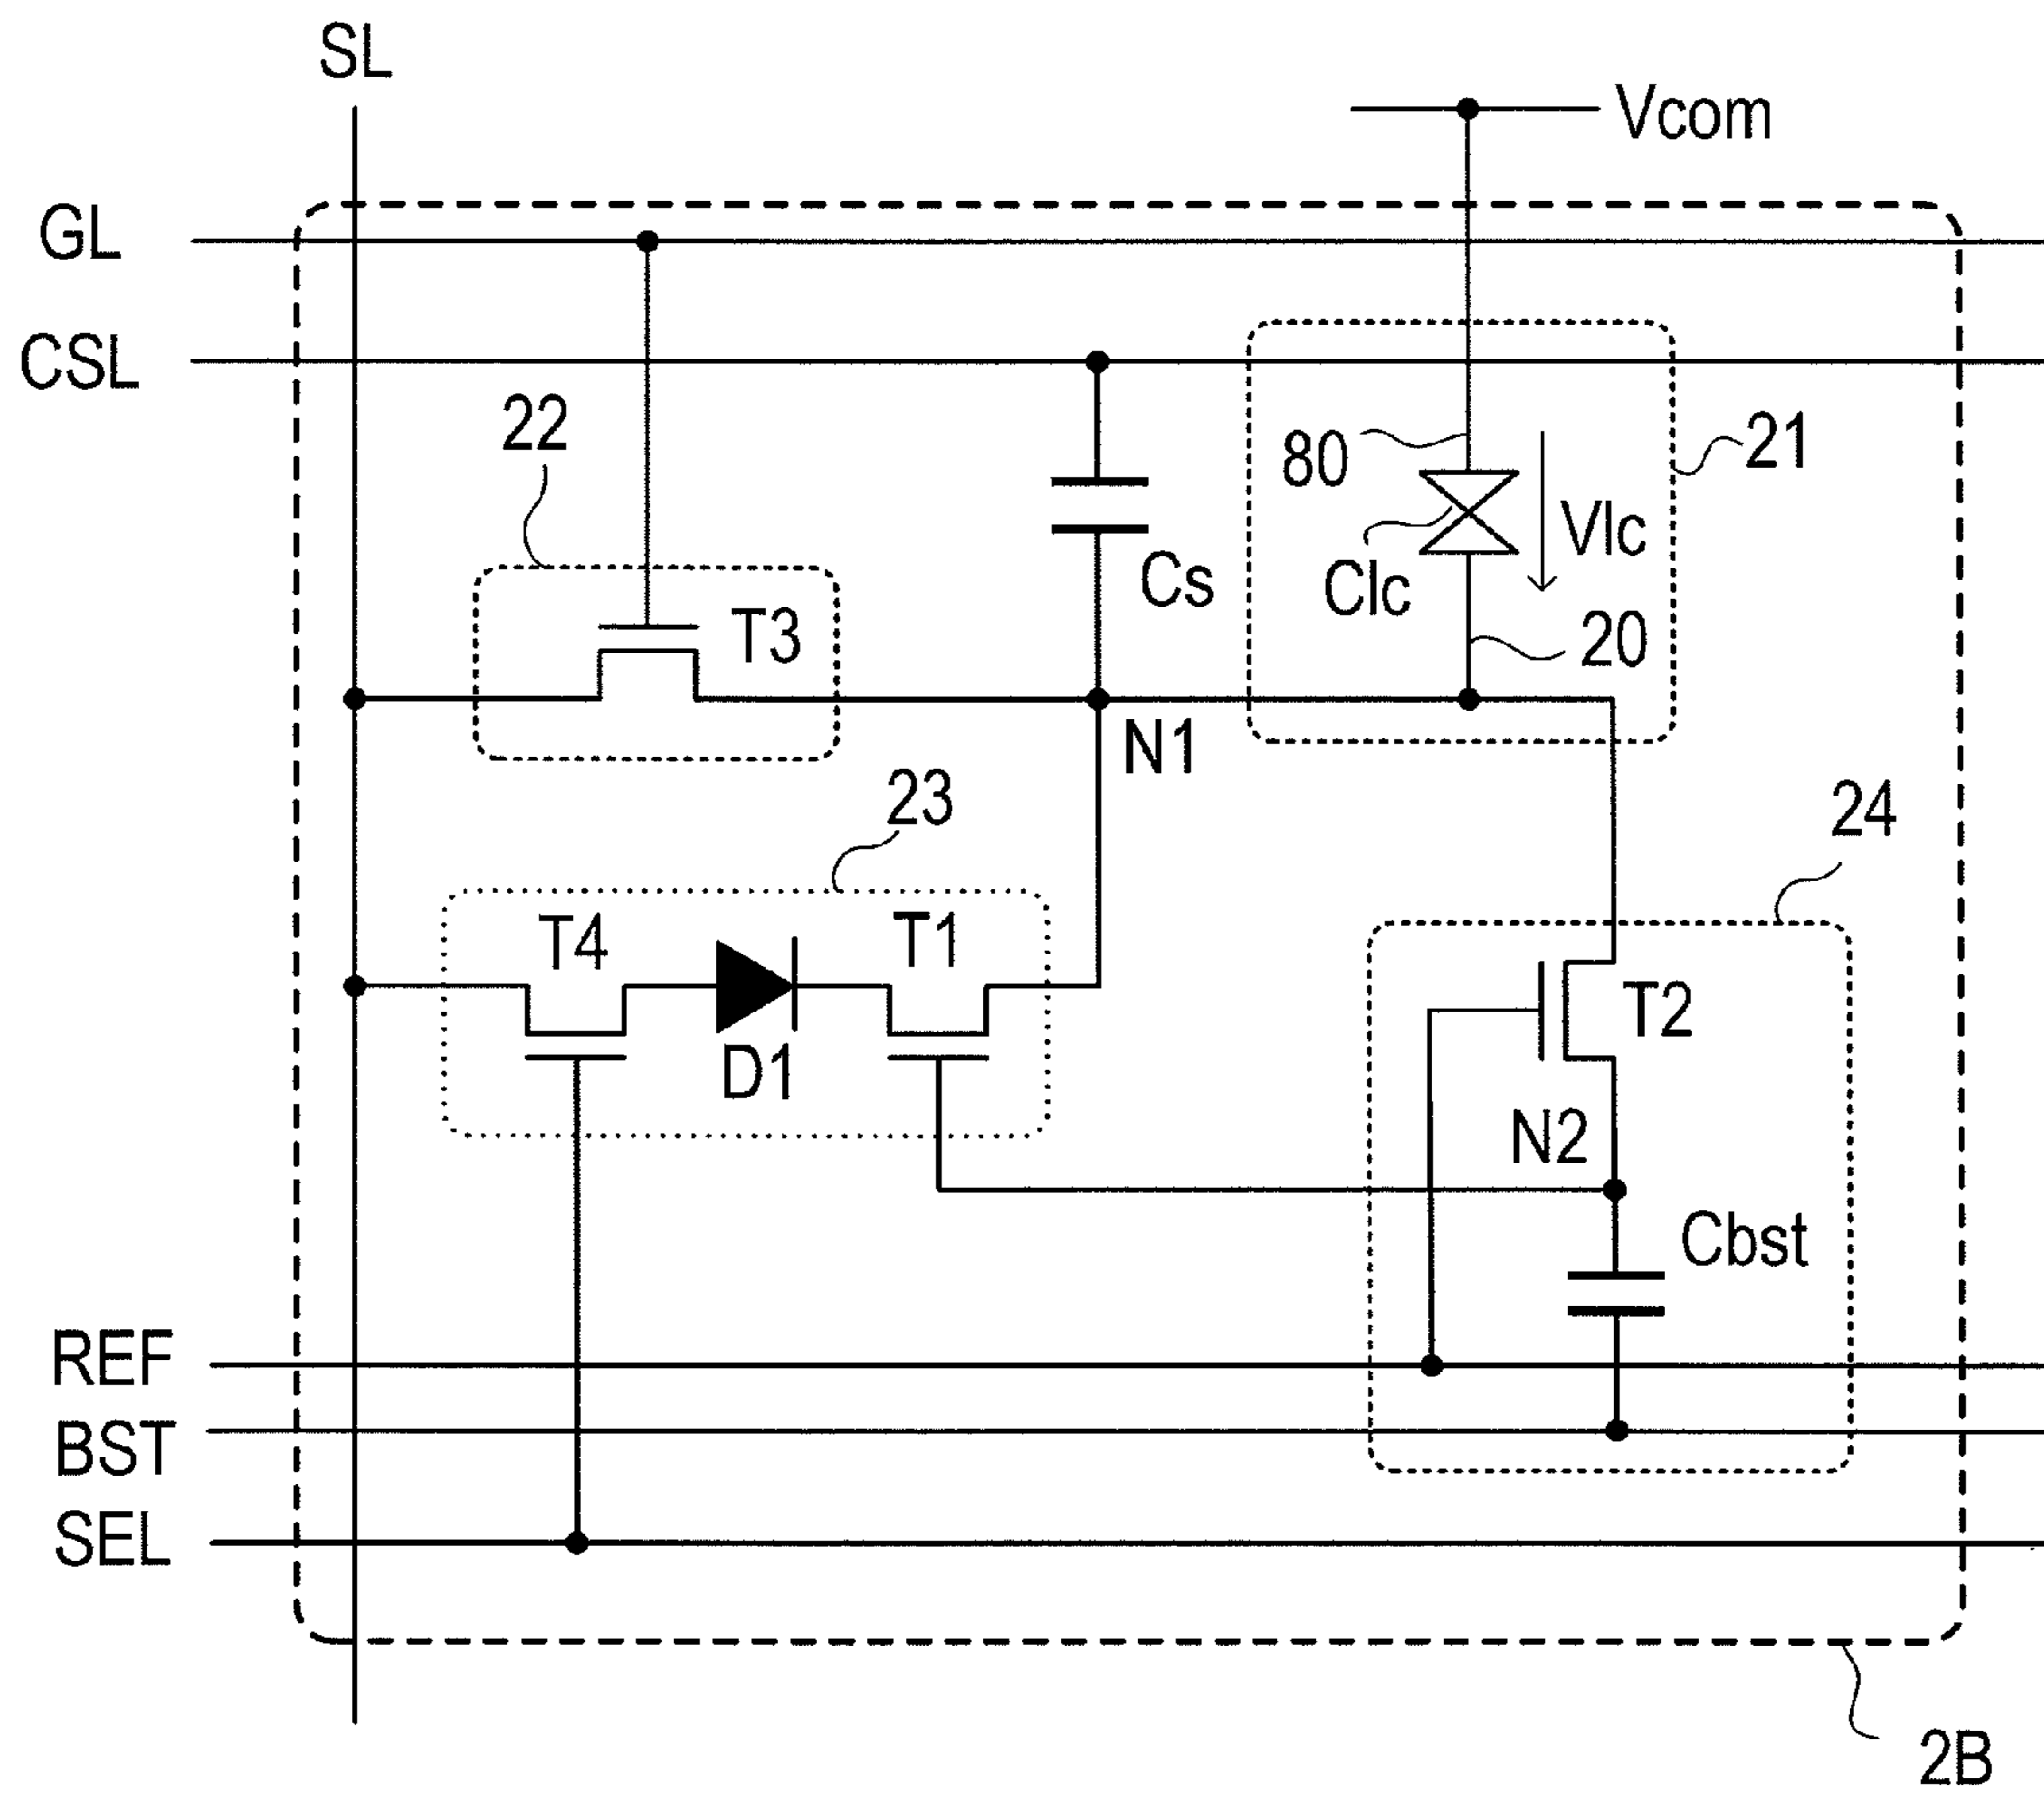 SL
Vcom
GL
CSL
22
80
21
Vlc
Clc
Cs
T3
20
N1
23
24
T4
T1
D1
T2
N2
Cbst
REF
BST
SEL
2B